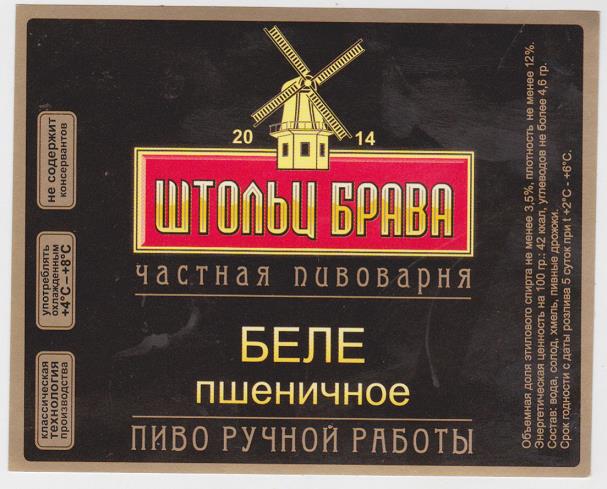 20 14
ШТОЛЬЦ БРАВА
частная пивоварня
БЕЛЕ
пшеничное
ПИВО РУЧНОЙ РАБОТЫ
не содержит
консервантов
употреблять
охлажденным
+4°С–+8°С
классическая
ТЕХНОЛОГИЯ
производства
Объемная доля этилового спирта не менее 3,5%, плотность не менее 12%.
Энергетическая ценность на 100 гр.: 42 ккал, углеводов не более 4,6 гр.
Состав: вода, солод, хмель, пивные дрожжи.
Срок годности с даты розлива 5 суток при t +2°С - +6°С.